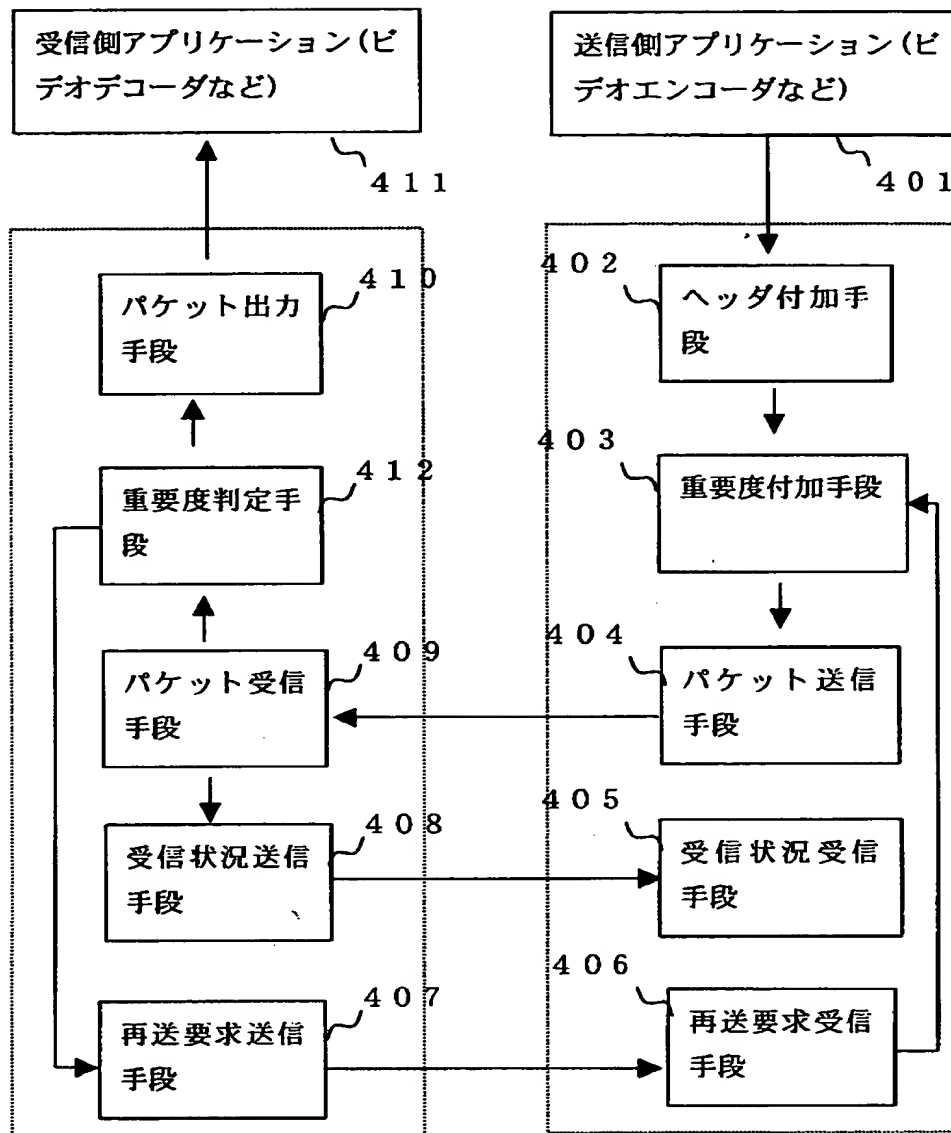 受信側アプリケーション(ビ
デオデコーダなど)
411
送信側アプリケーション(ビ
デオエンコーダなど)
401
パケット出力
手段
410
402
ヘッダ付加手
段
重要度判定手
段
412
403
重要度付加手段
パケット受信
手段
409
404
パケット送信
手段
受信状況送信
手段
408
405
受信状況受信
手段
再送要求送信
手段
407
406
再送要求受信
手段